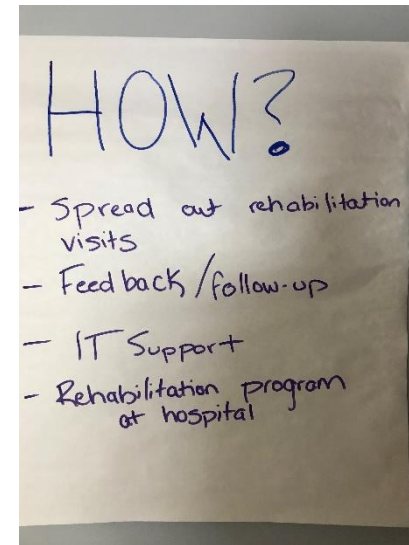 HOW?
- Spread out rehabilitation
visits
- Feedback/follow-up
- IT Support
- Rehabilitation program
at hospital